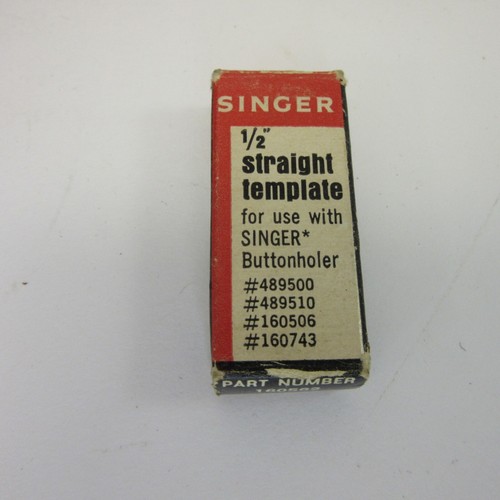 SINGER
1/2"
straight
template
for use with
SINGER*
Buttonholer
#489500
#489510
#160506
#160743
PART NUMBER